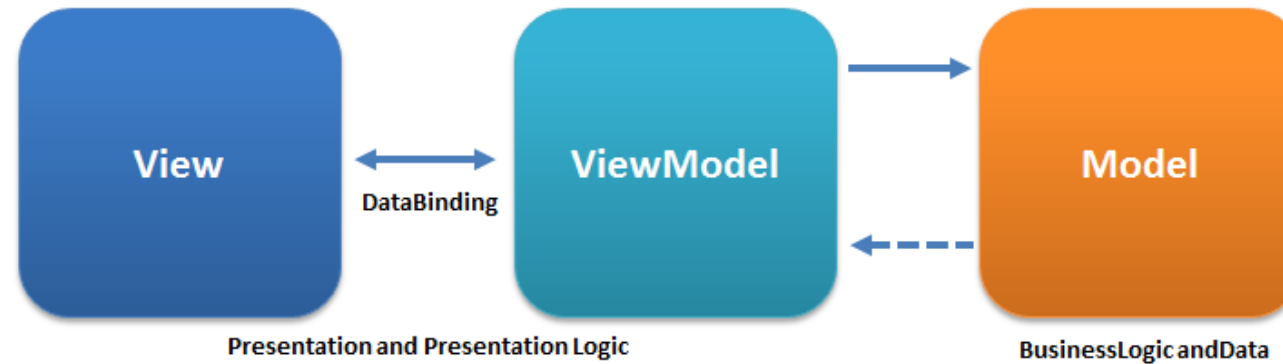 View
ViewModel
Model
DataBinding
Presentation and Presentation Logic
BusinessLogic andData